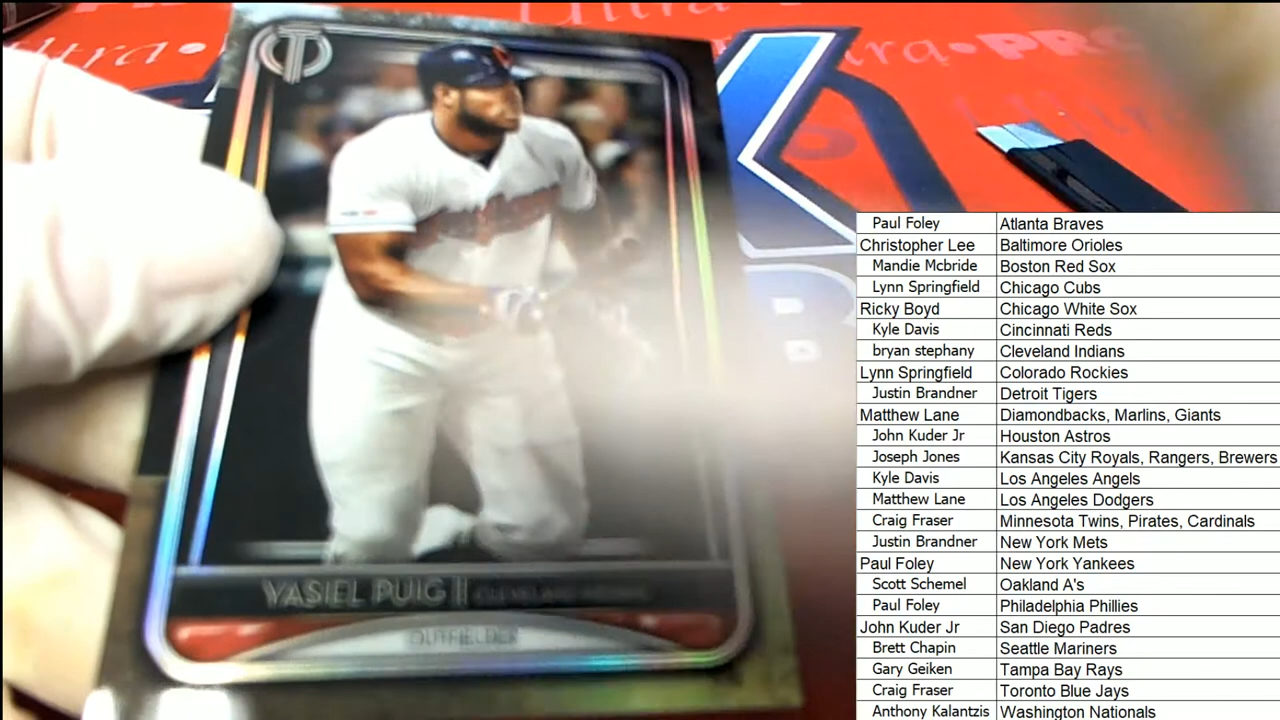 Ultra
Ultra
Ultra • PRO
YASIEL PUIG ||
OUTFIELDER
Paul Foley Atlanta Braves
Christopher Lee Baltimore Orioles
Mandie Mcbride Boston Red Sox
Lynn Springfield Chicago Cubs
Ricky Boyd Chicago White Sox
Kyle Davis Cincinnati Reds
bryan stephany Cleveland Indians
Lynn Springfield Colorado Rockies
Justin Brandner Detroit Tigers
Matthew Lane Diamondbacks, Marlins, Giants
John Kuder Jr Houston Astros
Joseph Jones Kansas City Royals, Rangers, Brewers
Kyle Davis Los Angeles Angels
Matthew Lane Los Angeles Dodgers
Craig Fraser Minnesota Twins, Pirates, Cardinals
Justin Brandner New York Mets
Paul Foley New York Yankees
Scott Schemel Oakland A's
Paul Foley Philadelphia Phillies
John Kuder Jr San Diego Padres
Brett Chapin Seattle Mariners
Gary Geiken Tampa Bay Rays
Craig Fraser Toronto Blue Jays
Anthony Kalantzis Washington Nationals